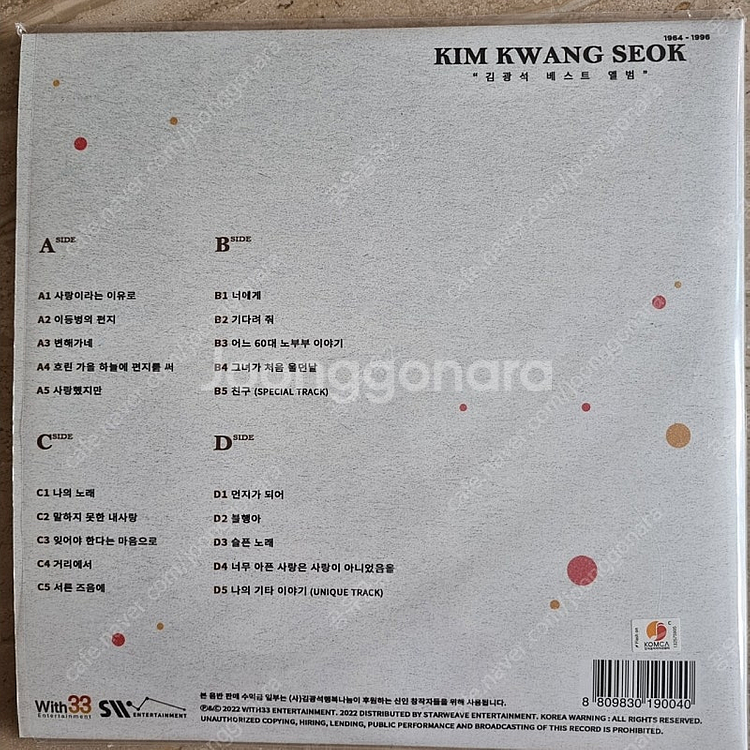 1964 - 1996
KIM KWANG SEOK
“김광석 베스트 앨범”
A SIDE
A1 사랑이라는 이유로
A2 이등병의 편지
A3 변해가네
A4 흐린 가을 하늘에 편지를 써
A5 사랑했지만
B SIDE
B1 너에게
B2 기다려 줘
B3 어느 60대 노부부 이야기
B4 그녀가 처음 울던날
B5 친구 (SPECIAL TRACK)
Joonggonara
C SIDE
C1 나의 노래
C2 말하지 못한 내사랑
C3 잊어야 한다는 마음으로
C4 거리에서
C5 서른 즈음에
D SIDE
D1 먼지가 되어
D2 불행아
D3 슬픈 노래
D4 너무 아픈 사랑은 사랑이 아니었음을
D5 나의 기타 이야기 (UNIQUE TRACK)
KOMCA
8 809830 190040
With33
Entertainment
SW
ENTERTAINMENT
본 음반 판매 수익금 일부는 (사)김광석행복나눔이 후원하는 신인 창작자들을 위해 사용됩니다.
℗&© 2022 WITH33 ENTERTAINMENT. 2022 DISTRIBUTED BY STARWEAVE ENTERTAINMENT. KOREA WARNING : ALL RIGHTS RESERVED.
UNAUTHORIZED COPYING, HIRING, LENDING, PUBLIC PERFORMANCE AND BROADCASTING OF THIS RECORD IS PROHIBITED.
cafe.naver.com/joonggonara